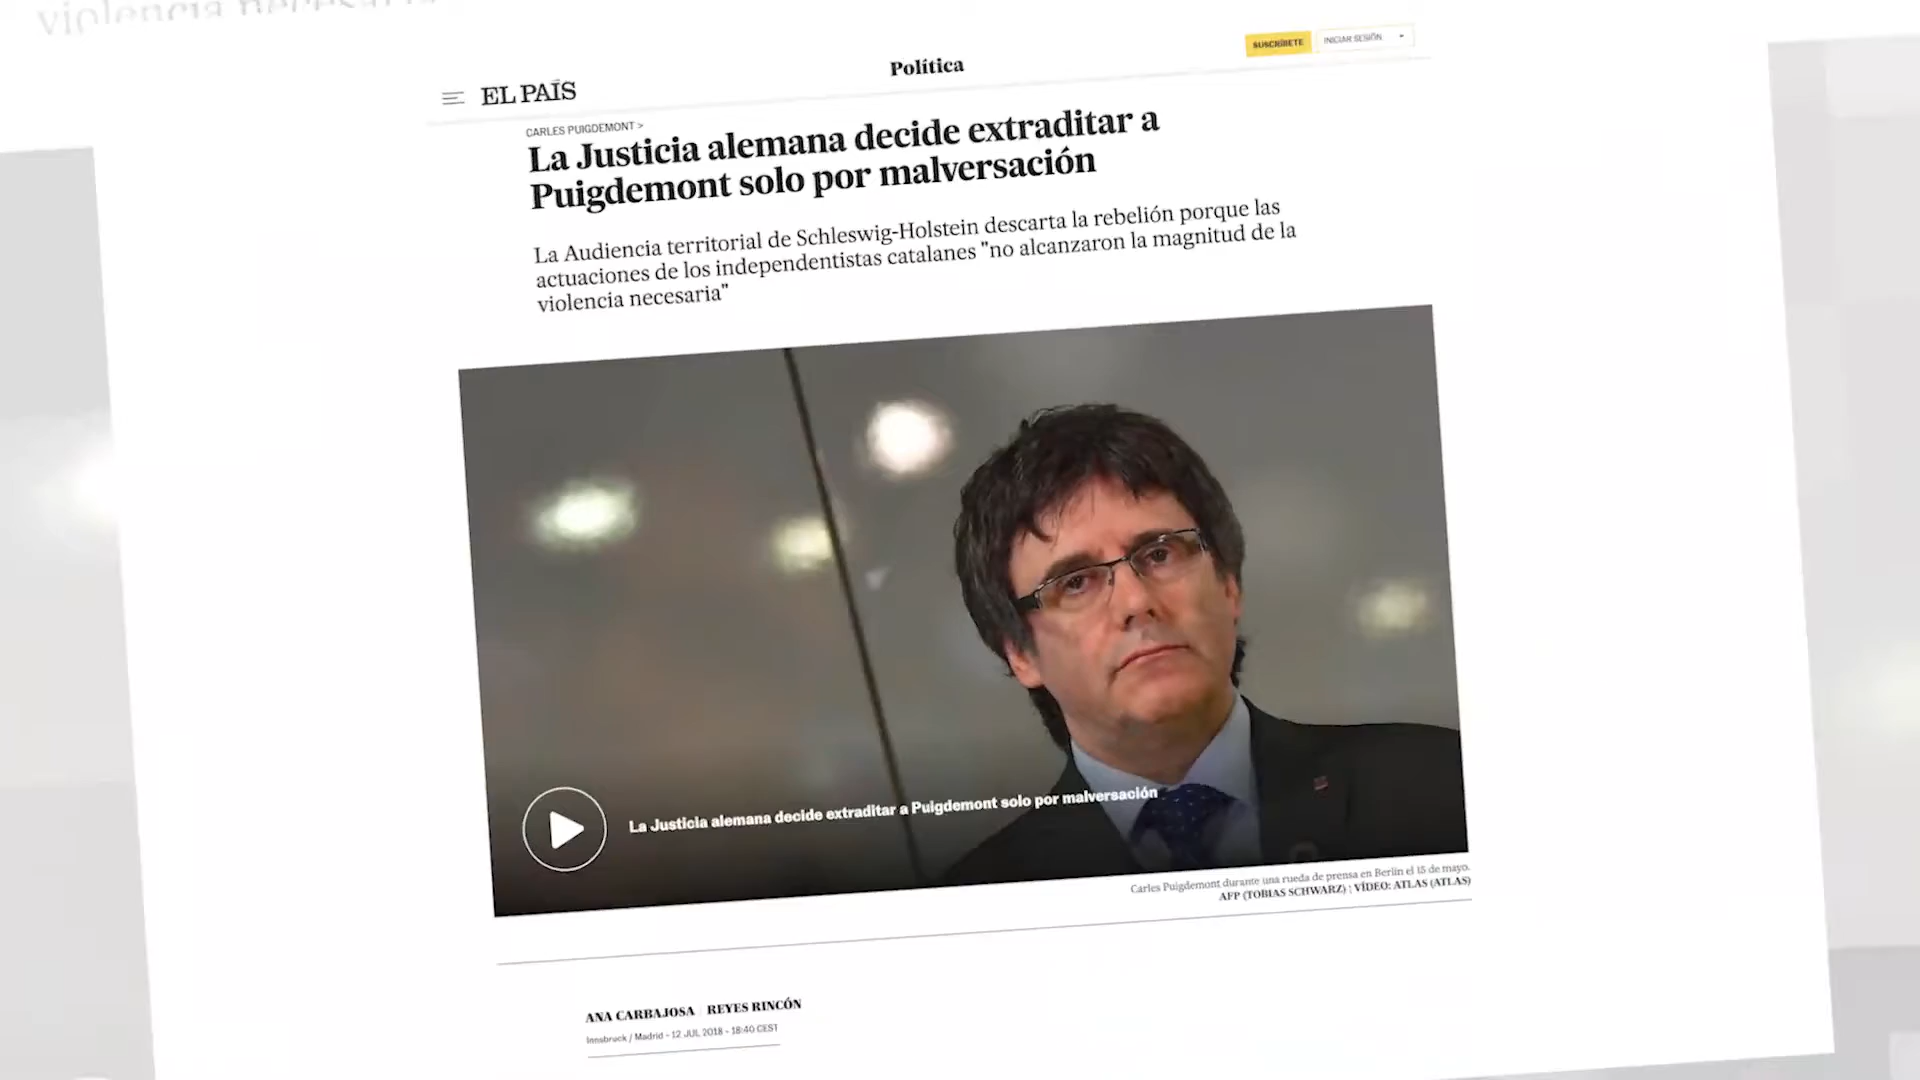 violencia necesaria"
SUSCRÍBETE
INICIAR SESIÓN
Política
EL PAÍS
CARLES PUIGDEMONT >
La Justicia alemana decide extraditar a
Puigdemont solo por malversación
La Audiencia territorial de Schleswig-Holstein descarta la rebelión porque las
actuaciones de los independentistas catalanes "no alcanzaron la magnitud de la
violencia necesaria"
La Justicia alemana decide extraditar a Puigdemont solo por malversación
Carles Puigdemont durante una rueda de prensa en Berlín el 15 de mayo.
AFP (TOBIAS SCHWARZ) | VÍDEO: ATLAS (ATLAS)
ANA CARBAJOSA REYES RINCÓN
Innsbruck / Madrid - 12 JUL 2018 - 18:40 CEST